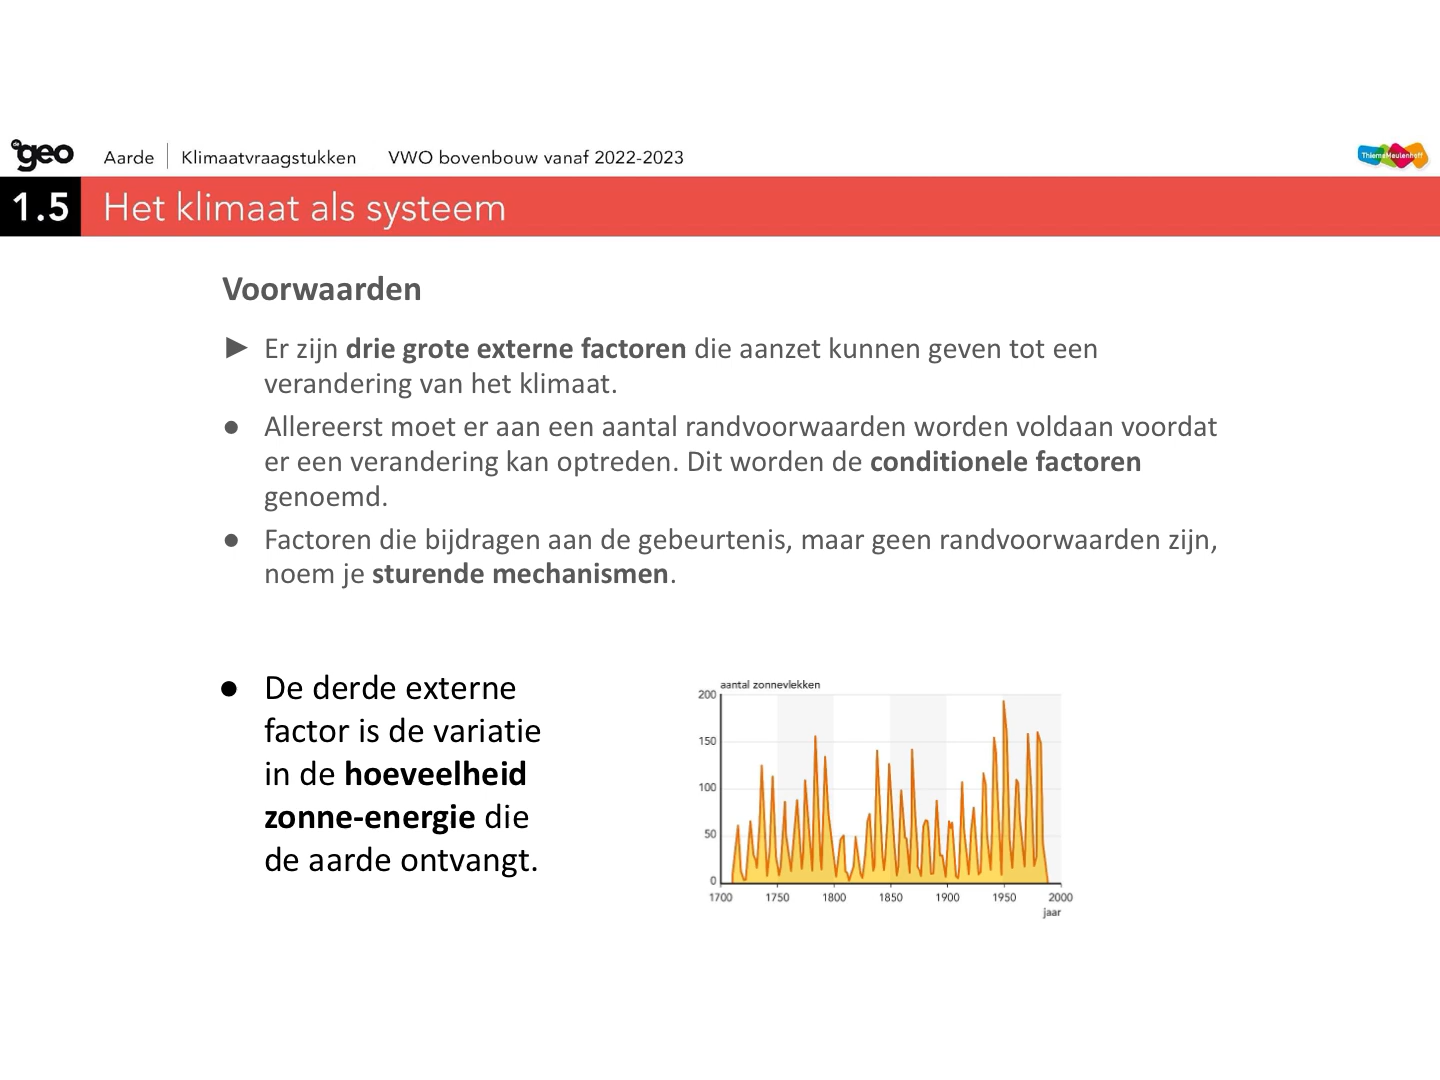 de geo
Aarde | Klimaatvraagstukken VWO bovenbouw vanaf 2022-2023
ThiemeMeulenhoff
1.5 Het klimaat als systeem
Voorwaarden
► Er zijn drie grote externe factoren die aanzet kunnen geven tot een
verandering van het klimaat.
● Allereerst moet er aan een aantal randvoorwaarden worden voldaan voordat
er een verandering kan optreden. Dit worden de conditionele factoren
genoemd.
● Factoren die bijdragen aan de gebeurtenis, maar geen randvoorwaarden zijn,
noem je sturende mechanismen.
● De derde externe
factor is de variatie
in de hoeveelheid
zonne-energie die
de aarde ontvangt.
aantal zonnevlekken
200
150
100
50
0
1700 1750 1800 1850 1900 1950 2000
jaar